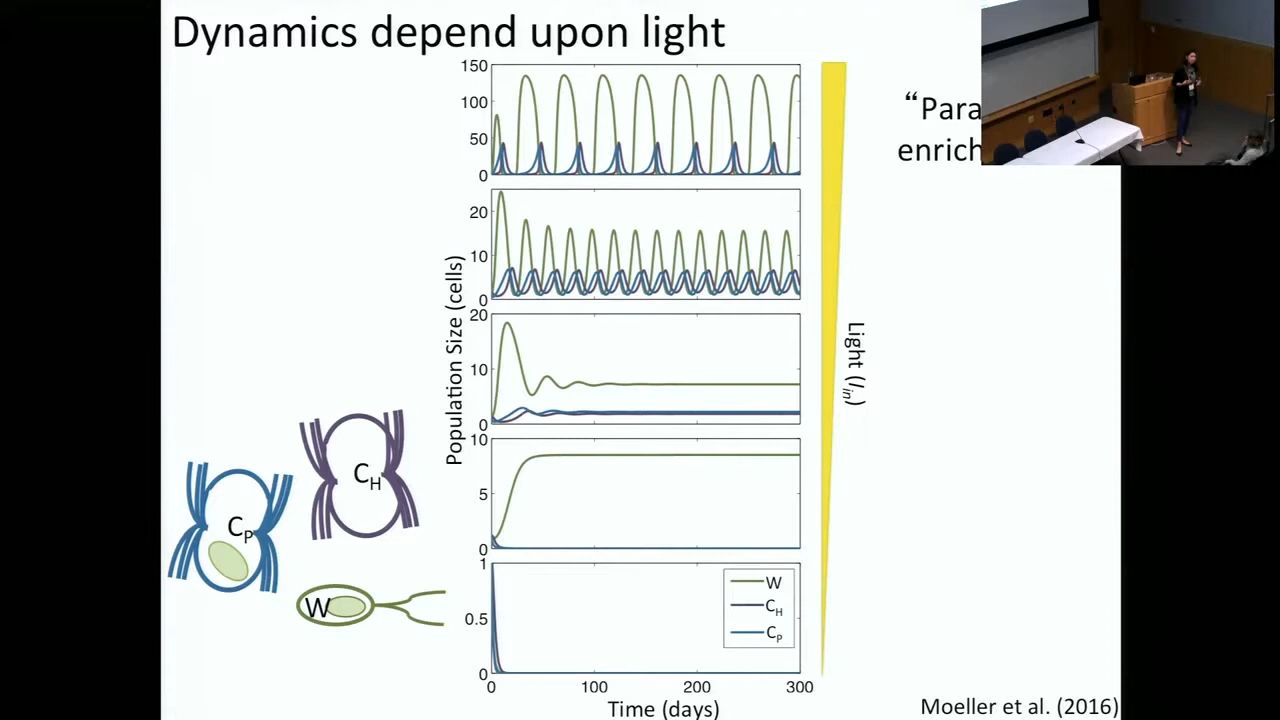 Dynamics depend upon light
150
100
50
0
20
10
0
20
10
0
10
5
0
1
0.5
0
0
100
200
300
Population Size (cells)
Time (days)
W
C_H
C_P
Light (I_in)
C_H
C_P
W
Moeller et al. (2016)